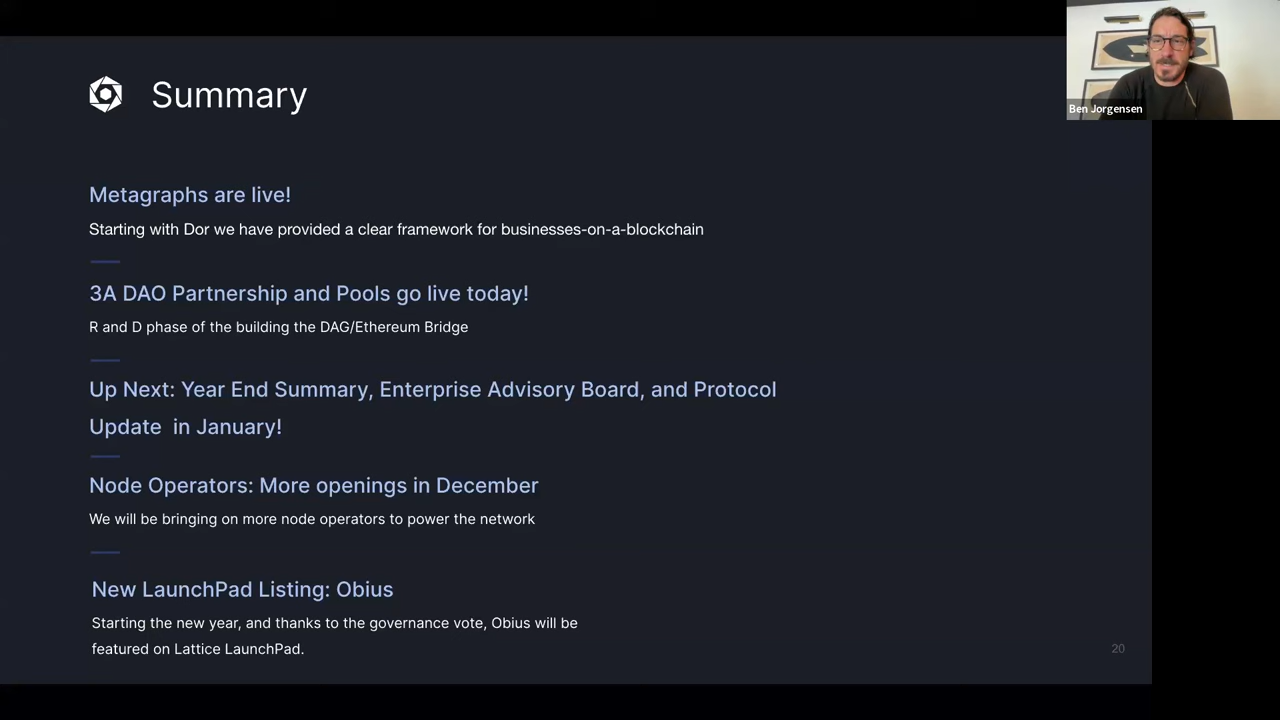 Summary
Ben Jorgensen
Metagraphs are live!
Starting with Dor we have provided a clear framework for businesses-on-a-blockchain
3A DAO Partnership and Pools go live today!
R and D phase of the building the DAG/Ethereum Bridge
Up Next: Year End Summary, Enterprise Advisory Board, and Protocol
Update  in January!
Node Operators: More openings in December
We will be bringing on more node operators to power the network
New LaunchPad Listing: Obius
Starting the new year, and thanks to the governance vote, Obius will be
featured on Lattice LaunchPad.
20